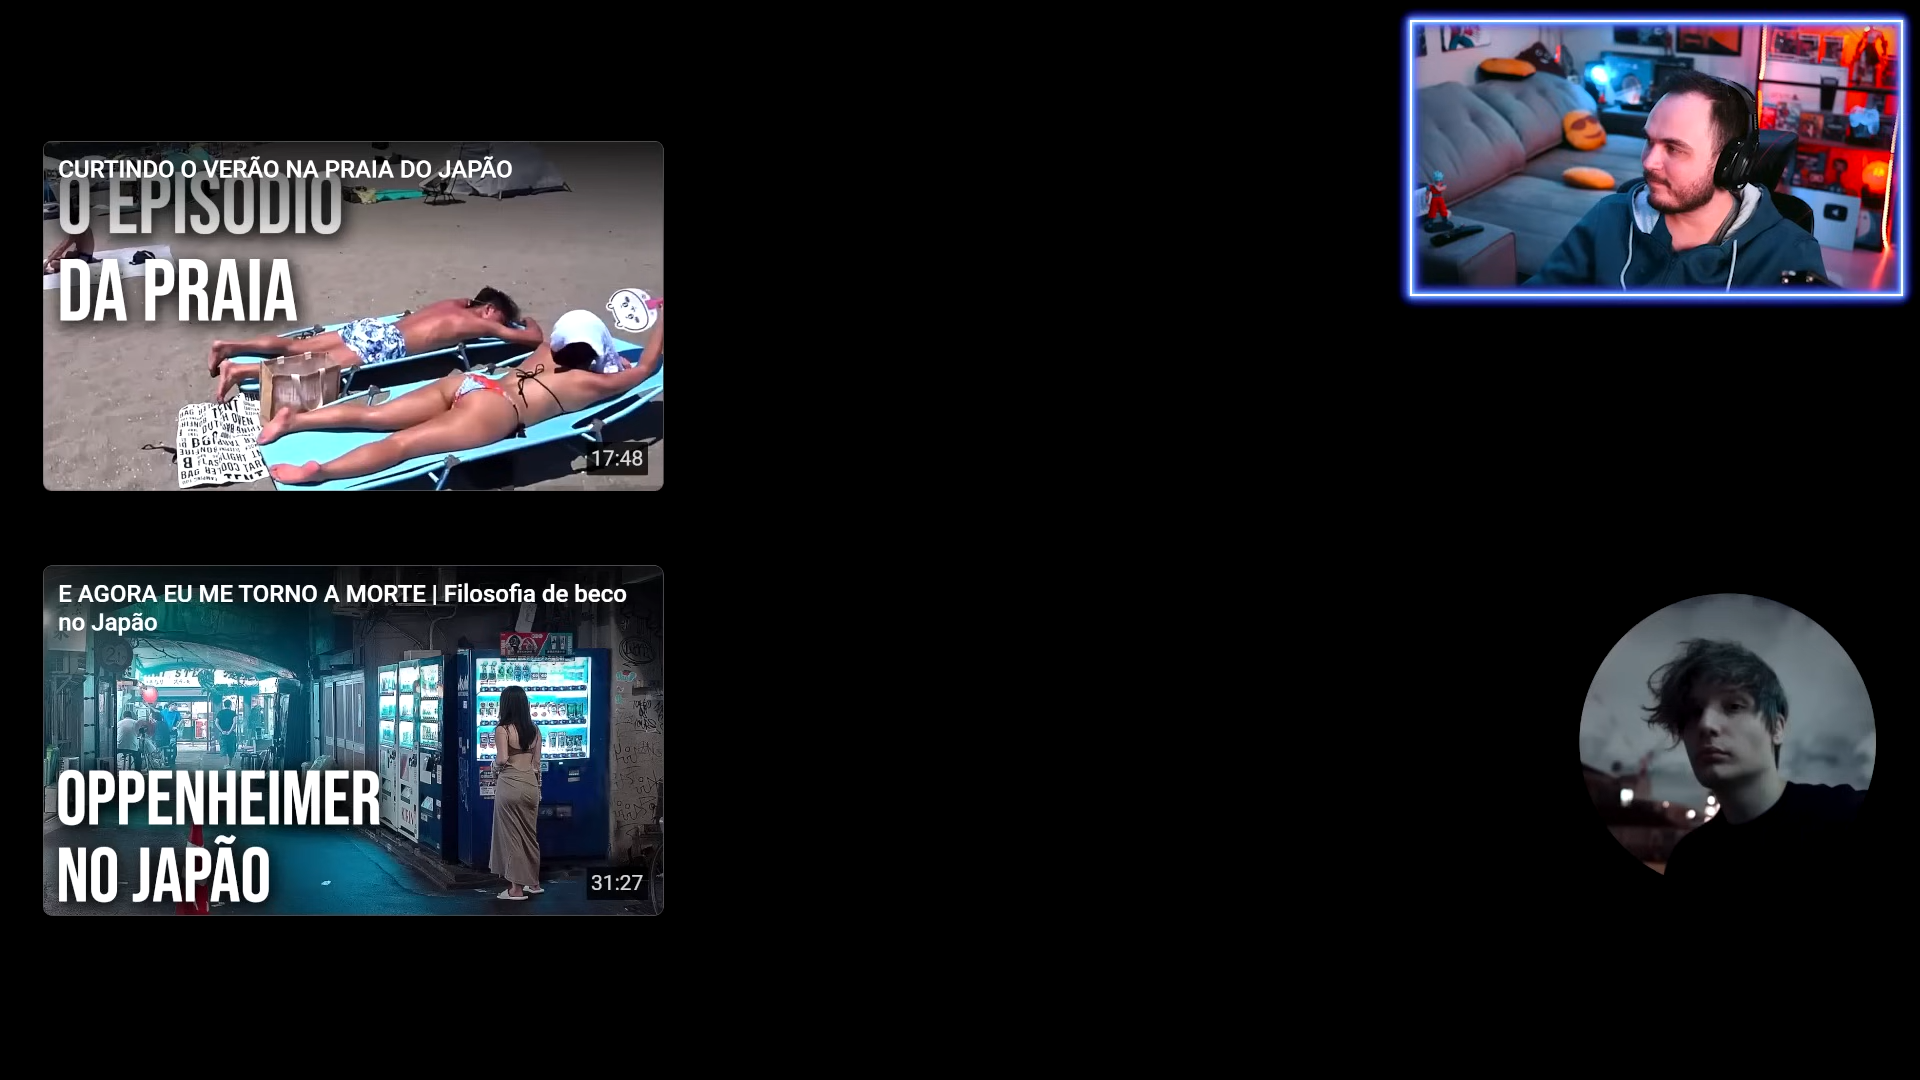 CURTINDO O VERÃO NA PRAIA DO JAPÃO
O EPISÓDIO
DA PRAIA
17:48
E AGORA EU ME TORNO A MORTE | Filosofia de beco
no Japão
OPPENHEIMER
NO JAPÃO
31:27